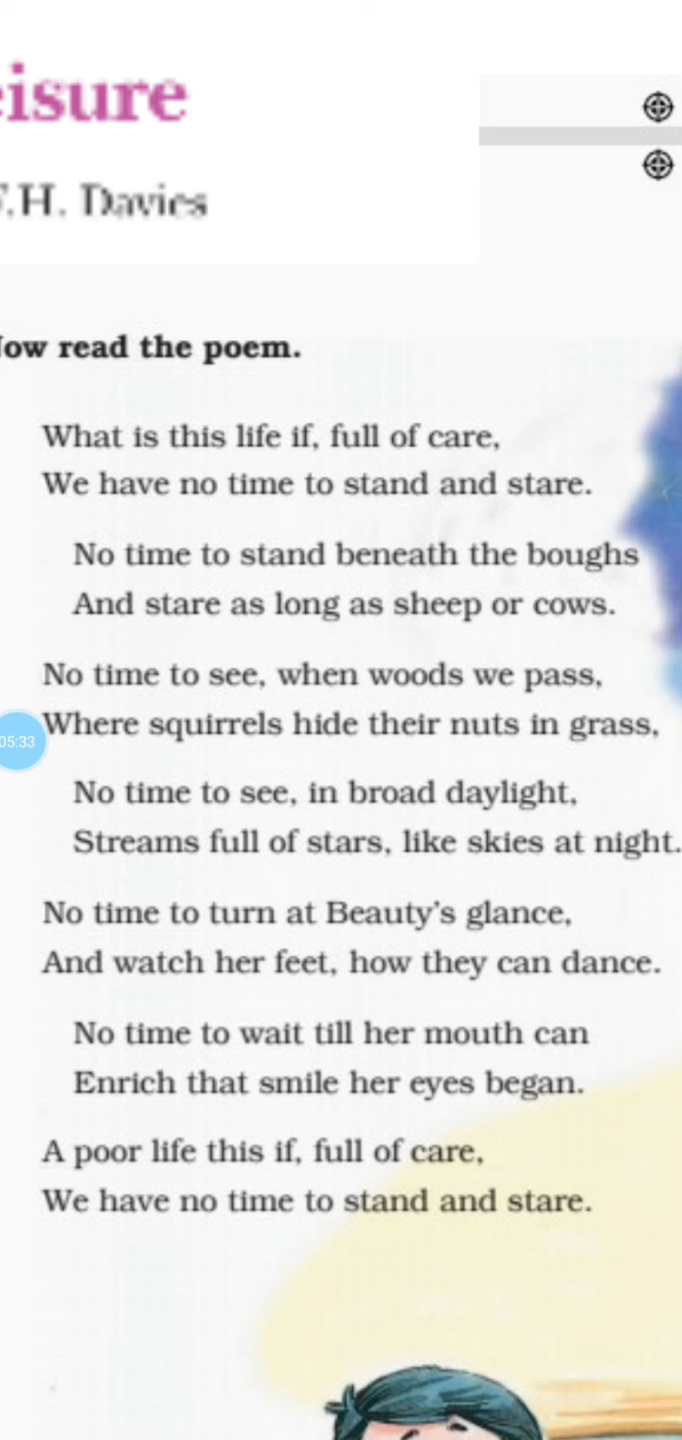 eisure
.H. Davies
ow read the poem.
What is this life if, full of care,
We have no time to stand and stare.
No time to stand beneath the boughs
And stare as long as sheep or cows.
No time to see, when woods we pass,
Where squirrels hide their nuts in grass,
05:33
No time to see, in broad daylight,
Streams full of stars, like skies at night.
No time to turn at Beauty's glance,
And watch her feet, how they can dance.
No time to wait till her mouth can
Enrich that smile her eyes began.
A poor life this if, full of care,
We have no time to stand and stare.